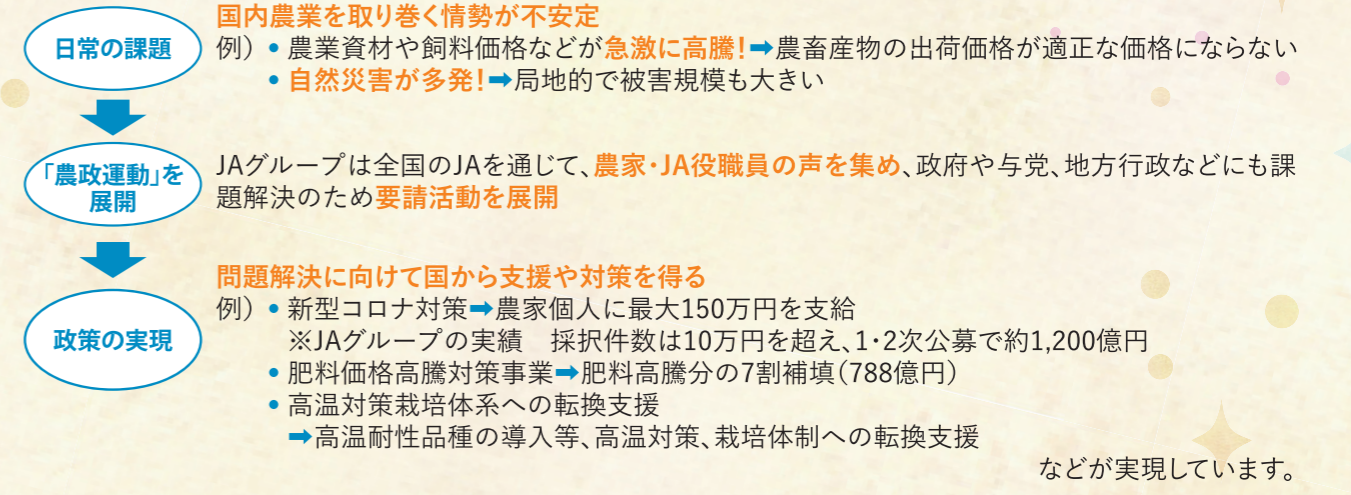 国内農業を取り巻く情勢が不安定
日常の課題
例)• 農業資材や飼料価格などが急激に高騰!➡農畜産物の出荷価格が適正な価格にならない
• 自然災害が多発!➡局地的で被害規模も大きい
「農政運動」を
展開
JAグループは全国のJAを通じて、農家・JA役職員の声を集め、政府や与党、地方行政などにも課
題解決のため要請活動を展開
問題解決に向けて国から支援や対策を得る
政策の実現
例)• 新型コロナ対策➡農家個人に最大150万円を支給
※JAグループの実績 採択件数は10万円を超え、1・2次公募で約1,200億円
• 肥料価格高騰対策事業➡肥料高騰分の7割補填(788億円)
• 高温対策栽培体系への転換支援
➡高温耐性品種の導入等、高温対策、栽培体制への転換支援
などが実現しています。